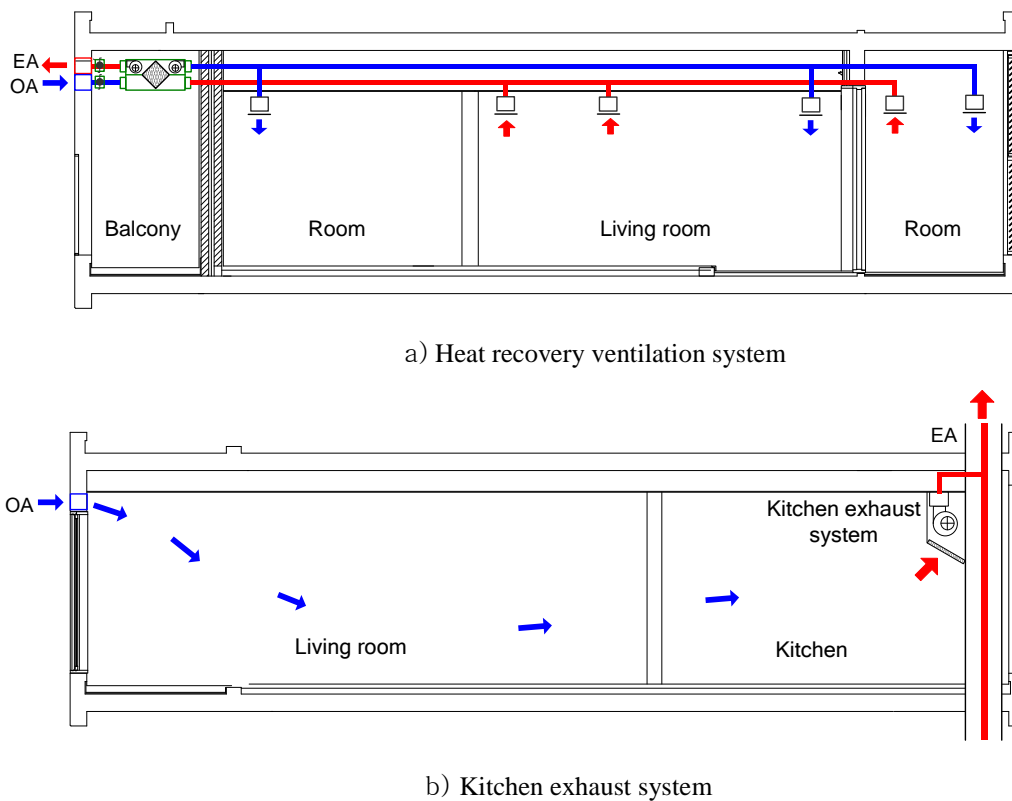 EA
OA
Balcony
Room
Living room
Room
a) Heat recovery ventilation system
EA
OA
Kitchen exhaust
system
Living room
Kitchen
b) Kitchen exhaust system